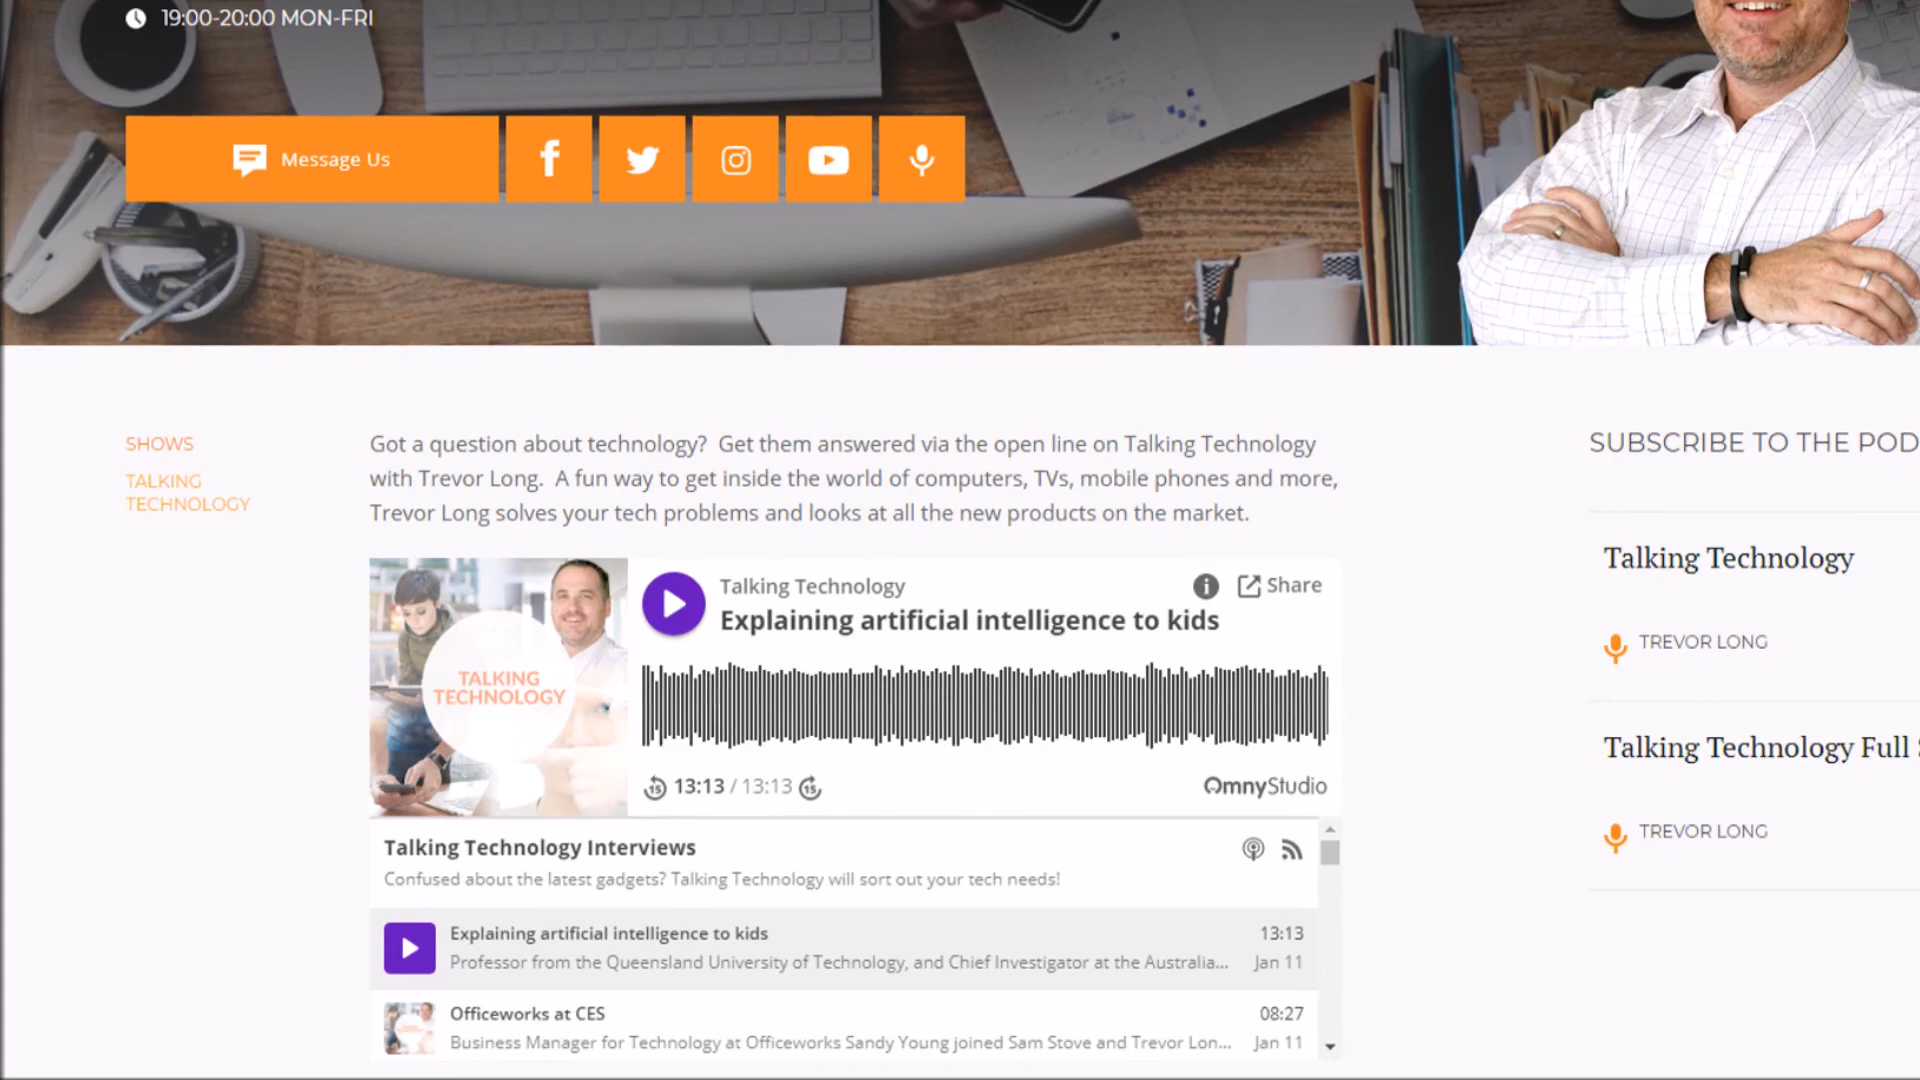 19:00-20:00 MON-FRI
Message Us
SHOWS
TALKING
TECHNOLOGY
Got a question about technology?  Get them answered via the open line on Talking Technology
with Trevor Long.  A fun way to get inside the world of computers, TVs, mobile phones and more,
Trevor Long solves your tech problems and looks at all the new products on the market.
TALKING
TECHNOLOGY
Talking Technology
Share
Explaining artificial intelligence to kids
15 13:13 / 13:13 15
OmnyStudio
Talking Technology Interviews
Confused about the latest gadgets? Talking Technology will sort out your tech needs!
Explaining artificial intelligence to kids 13:13
Professor from the Queensland University of Technology, and Chief Investigator at the Australia... Jan 11
Officeworks at CES 08:27
Business Manager for Technology at Officeworks Sandy Young joined Sam Stove and Trevor Lon... Jan 11
SUBSCRIBE TO THE POD
Talking Technology
TREVOR LONG
Talking Technology Full
TREVOR LONG